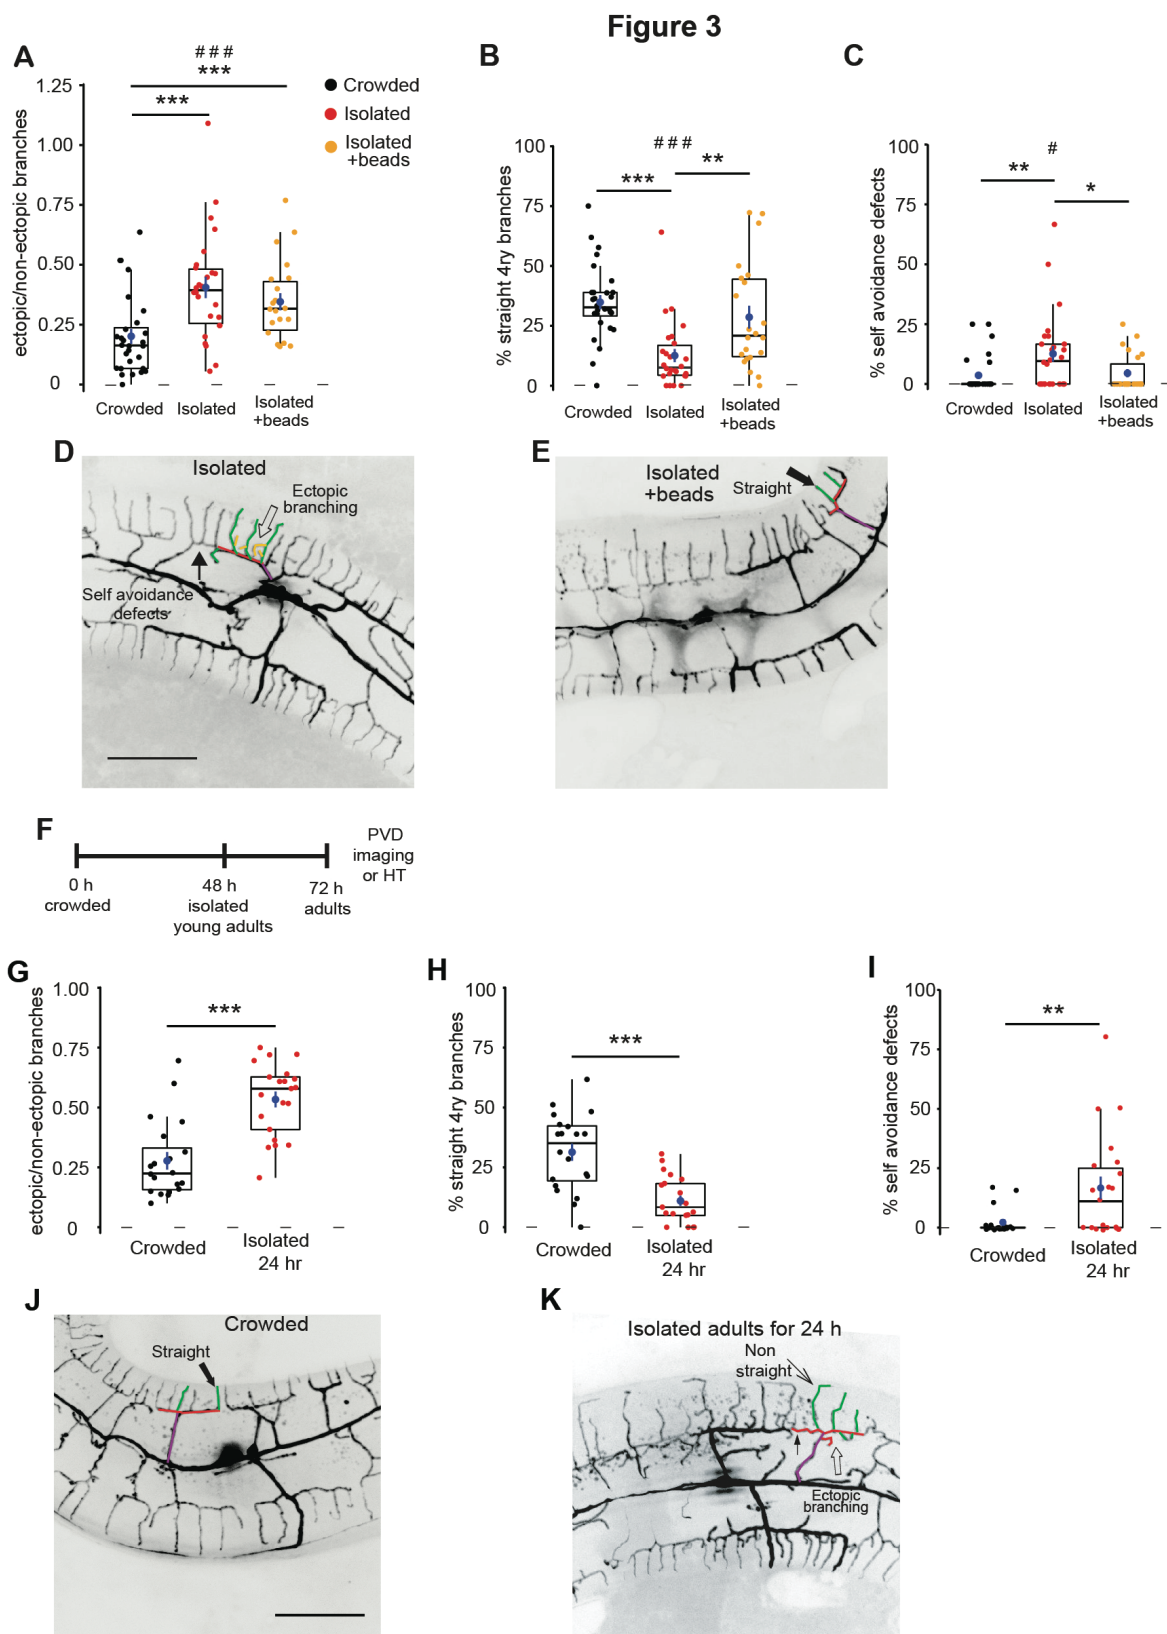 Figure 3
A
# # #
***
***
1.25
1.00
0.75
0.50
0.25
0
ectopic/non-ectopic branches
Crowded
Isolated
Isolated
+beads
Crowded
Isolated
Isolated
+beads
B
# # #
***
**
100
75
50
25
0
% straight 4ry branches
Crowded
Isolated
Isolated
+beads
C
#
**
*
100
75
50
25
0
% self avoidance defects
Crowded
Isolated
Isolated
+beads
D
Isolated
Ectopic
branching
Self avoidance
defects
E
Isolated
+beads
Straight
F
0 h
crowded
48 h
isolated
young adults
72 h
adults
PVD
imaging
or HT
G
***
1.00
0.75
0.50
0.25
0
ectopic/non-ectopic branches
Crowded
Isolated
24 hr
H
***
100
75
50
25
0
% straight 4ry branches
Crowded
Isolated
24 hr
I
**
100
75
50
25
0
% self avoidance defects
Crowded
Isolated
24 hr
J
Crowded
Straight
K
Isolated adults for 24 h
Non
straight
Ectopic
branching